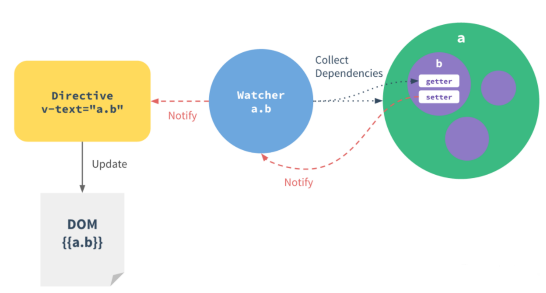 a
b
getter
setter
Collect
Dependencies
Watcher
a.b
Directive
v-text="a.b"
Notify
Notify
Update
DOM
{{a.b}}